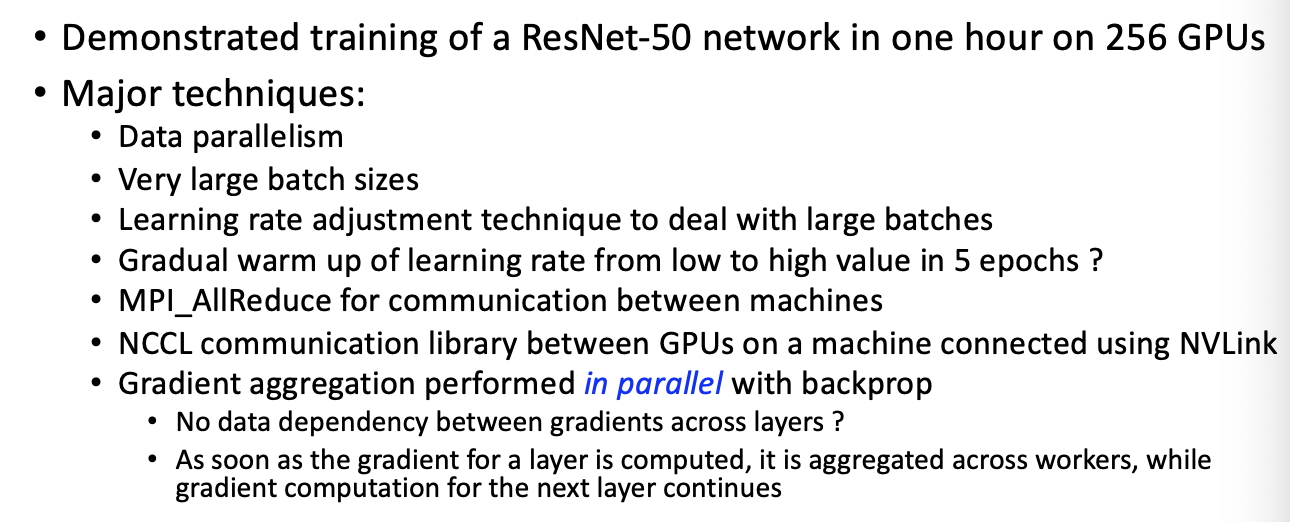 • Demonstrated training of a ResNet-50 network in one hour on 256 GPUs
• Major techniques:
• Data parallelism
• Very large batch sizes
• Learning rate adjustment technique to deal with large batches
• Gradual warm up of learning rate from low to high value in 5 epochs ?
• MPI_AllReduce for communication between machines
• NCCL communication library between GPUs on a machine connected using NVLink
• Gradient aggregation performed in parallel with backprop
• No data dependency between gradients across layers ?
• As soon as the gradient for a layer is computed, it is aggregated across workers, while
gradient computation for the next layer continues